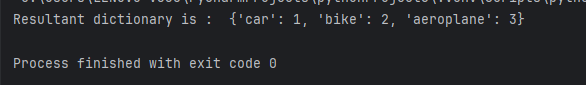 Resultant dictionary is :  {'car': 1, 'bike': 2, 'aeroplane': 3}
Process finished with exit code 0